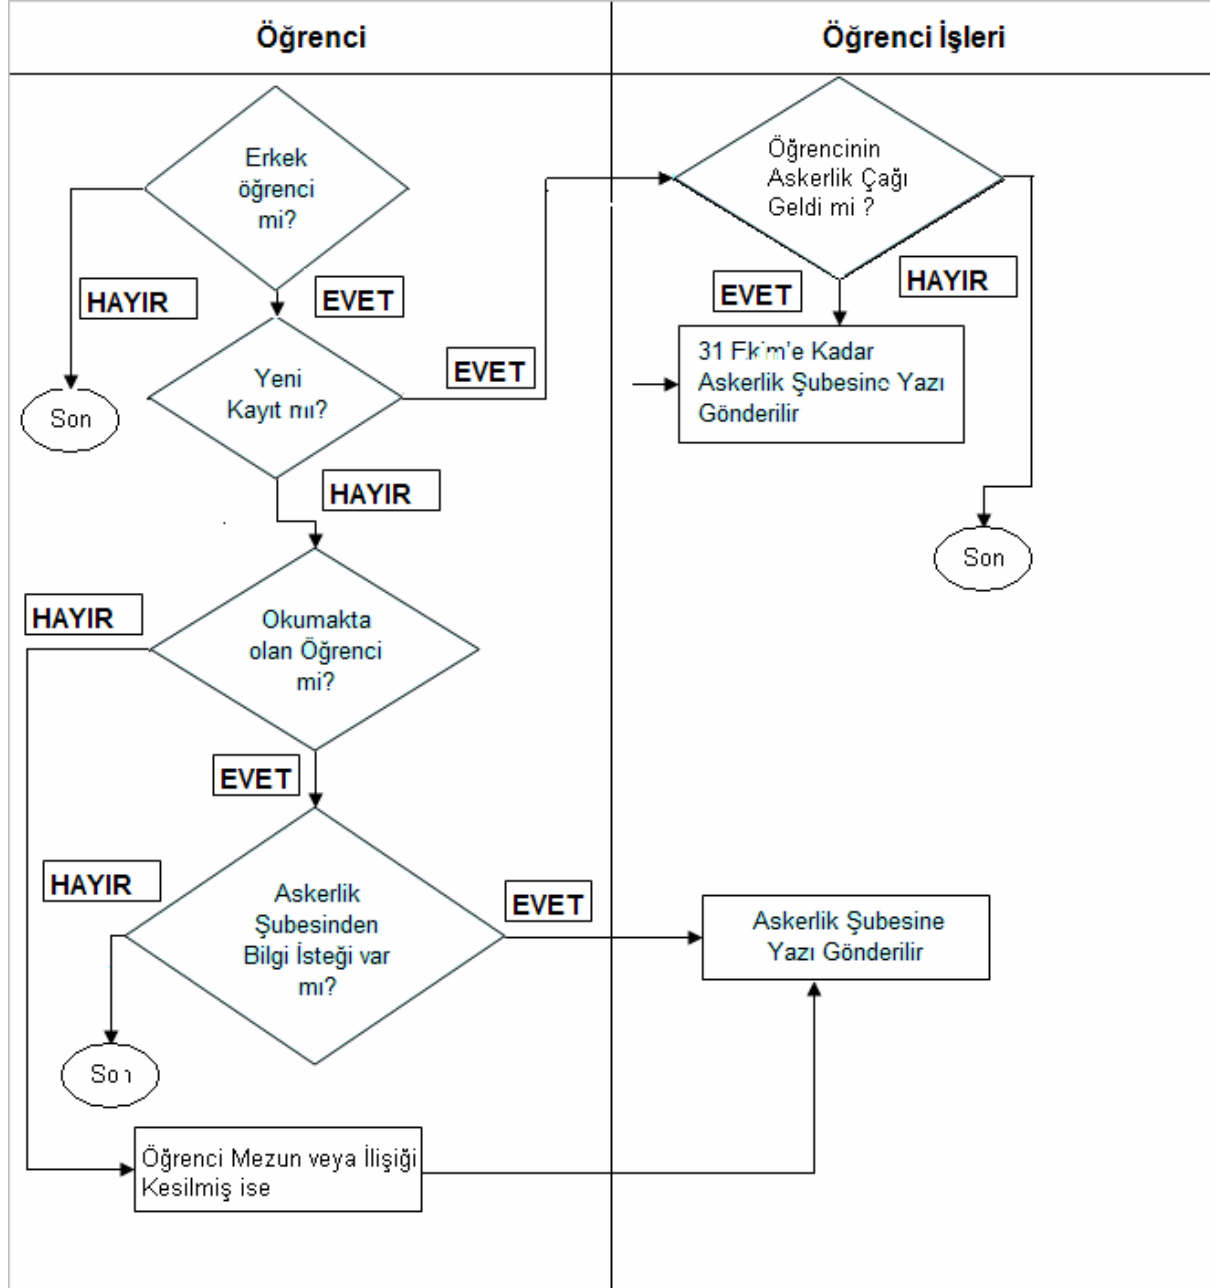 Öğrenci
Öğrenci İşleri
Erkek
öğrenci
mi?
Öğrencinin
Askerlik Çağı
Geldi mi ?
HAYIR
EVET
EVET
HAYIR
31 Ekim'e Kadar
Askerlik Şubesine Yazı
Gönderilir
Yeni
Kayıt mı?
EVET
Son
HAYIR
Son
HAYIR
Okumakta
olan Öğrenci
mi?
EVET
HAYIR
Askerlik
Şubesinden
Bilgi İsteği var
mı?
EVET
Askerlik Şubesine
Yazı Gönderilir
Son
Öğrenci Mezun veya İlişiği
Kesilmiş ise